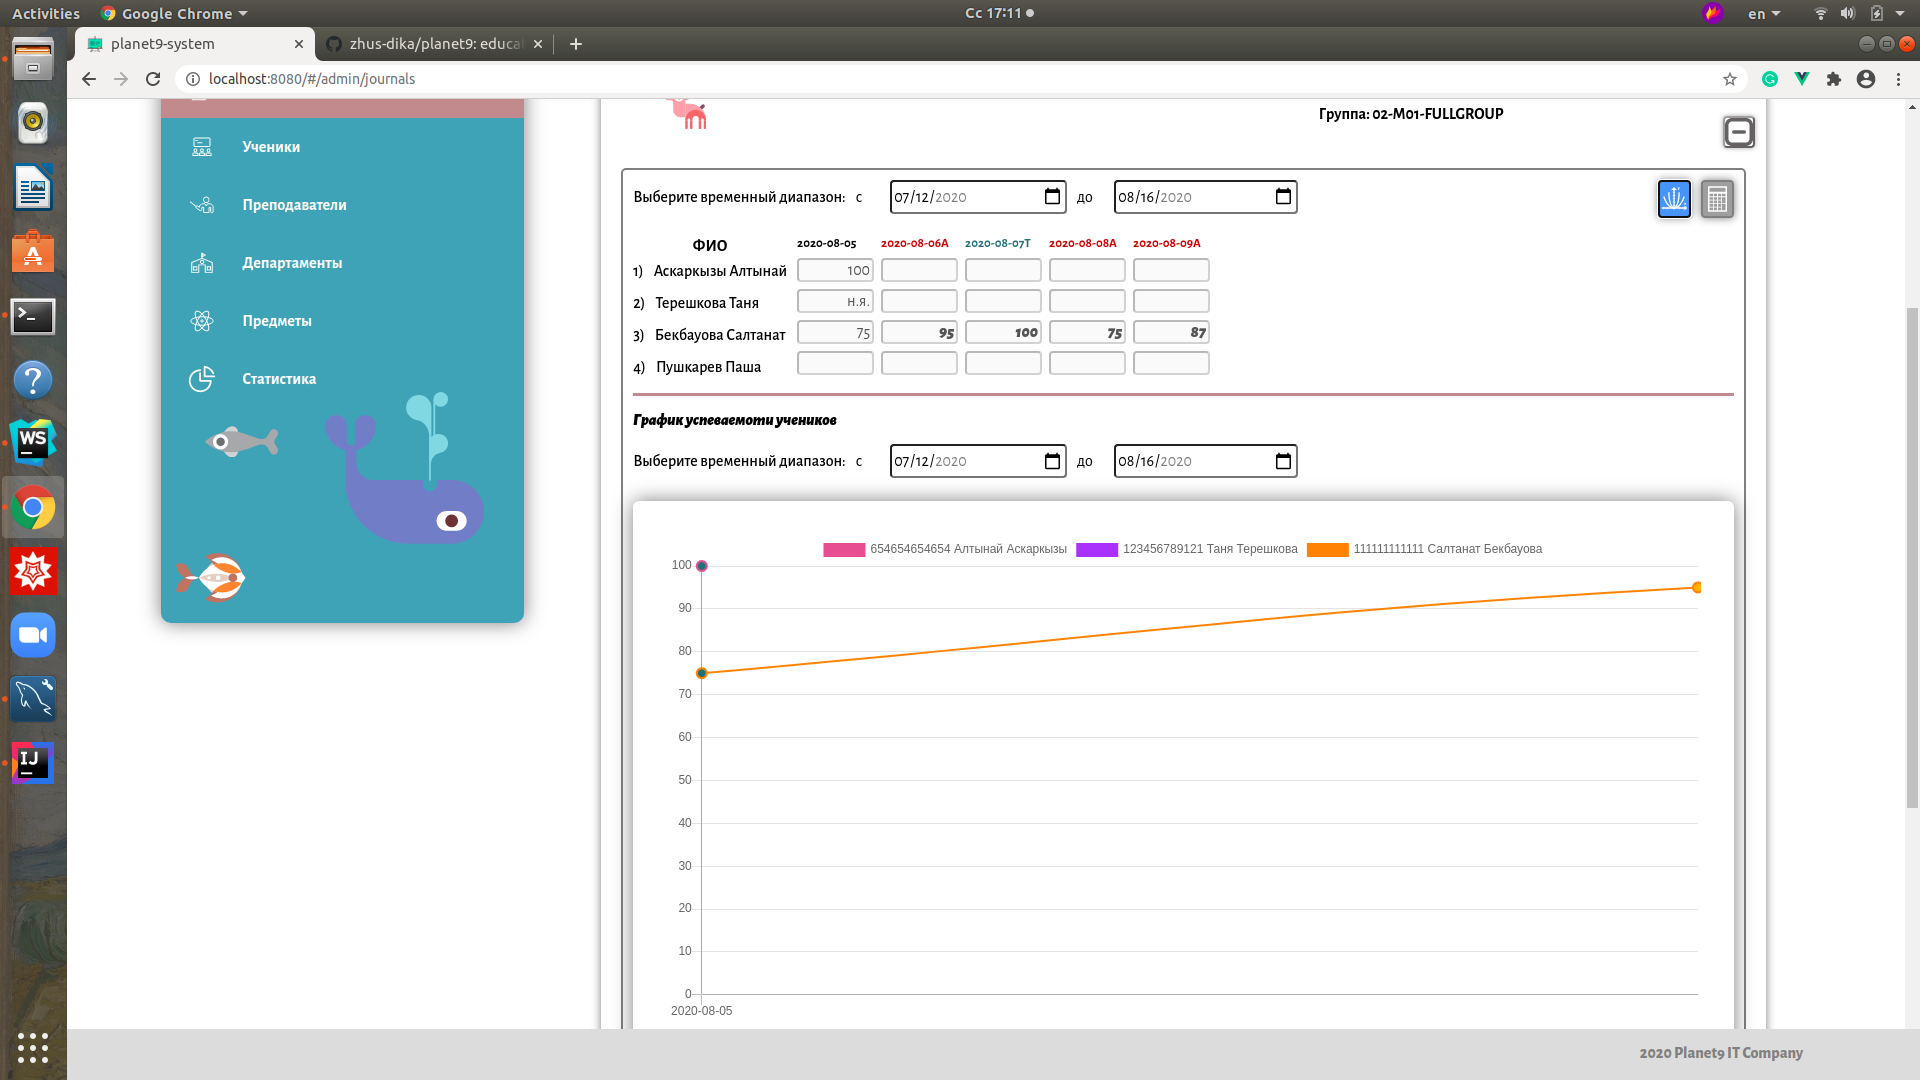 Activities
Google Chrome
Сс 17:11
en
planet9-system
zhus-dika/planet9: educa
localhost:8080/#/admin/journals
Группа: 02-M01-FULLGROUP
Ученики
Преподаватели
Департаменты
Предметы
Статистика
Выберите временный диапазон: с 07/12/2020 до 08/16/2020
ФИО 2020-08-05 2020-08-06A 2020-08-07T 2020-08-08A 2020-08-09A
1) Аскаркызы Алтынай 100
2) Терешкова Таня н.я.
3) Бекбауова Салтанат 75 95 100 75 87
4) Пушкарев Паша
График успеваемоти учеников
Выберите временный диапазон: с 07/12/2020 до 08/16/2020
654654654654 Алтынай Аскаркызы 123456789121 Таня Терешкова 111111111111 Салтанат Бекбауова
100
90
80
70
60
50
40
30
20
10
0
2020-08-05
2020 Planet9 IT Company
WS
IJ